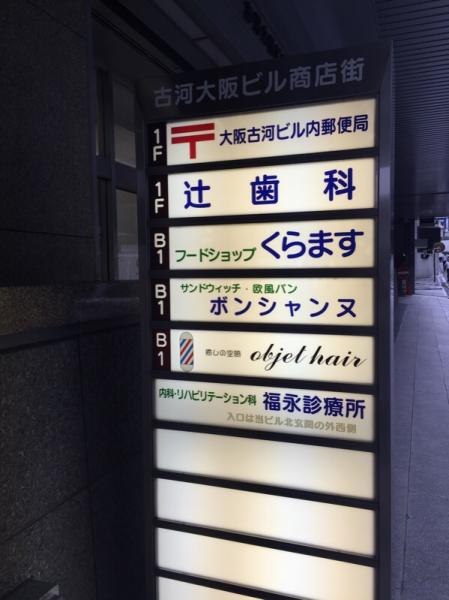 古河大阪ビル商店街
1F 〒大阪古河ビル内郵便局
1F 辻歯科
B1 フードショップ くらます
サンドウィッチ・欧風パン
B1 ボンシャンヌ
B1 癒しの空間 objet hair
内科・リハビリテーション科 福永診療所
入口は当ビル北玄関の外西側